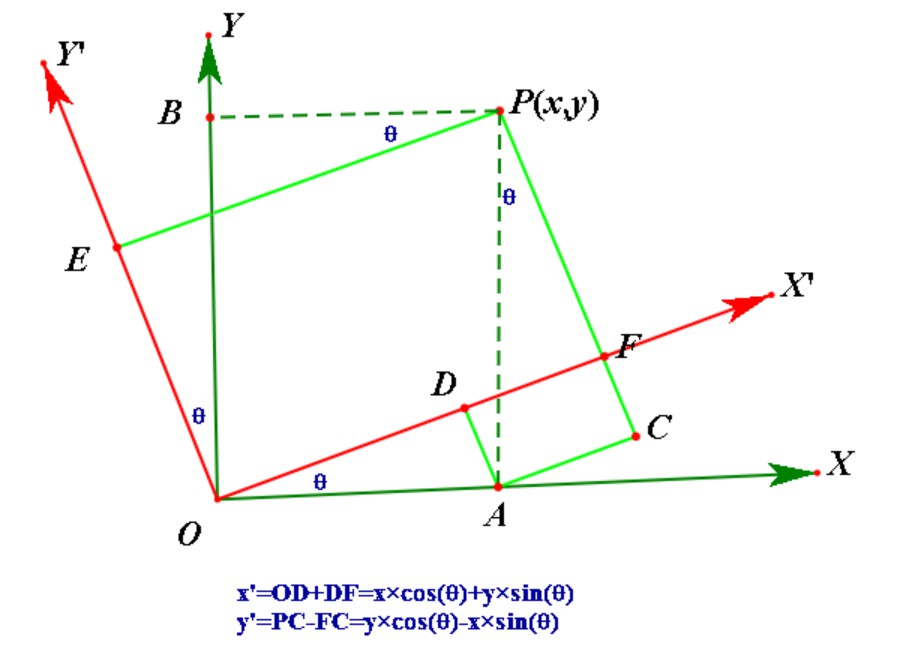 Y'
Y
B
P(x,y)
θ
θ
E
X'
F
D
θ
C
θ
X
A
O
x'=OD+DF=x×cos(θ)+y×sin(θ)
y'=PC-FC=y×cos(θ)-x×sin(θ)